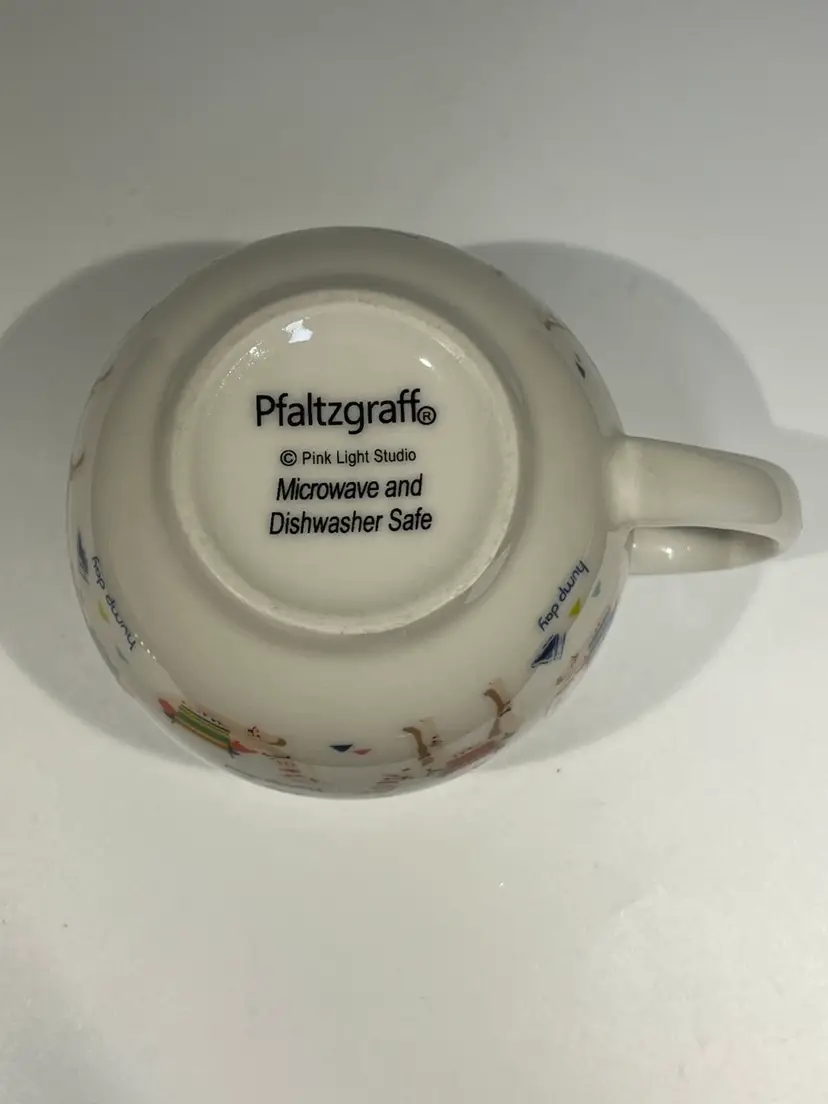 Pfaltzgraff®
© Pink Light Studio
Microwave and
Dishwasher Safe
hump day
hump day